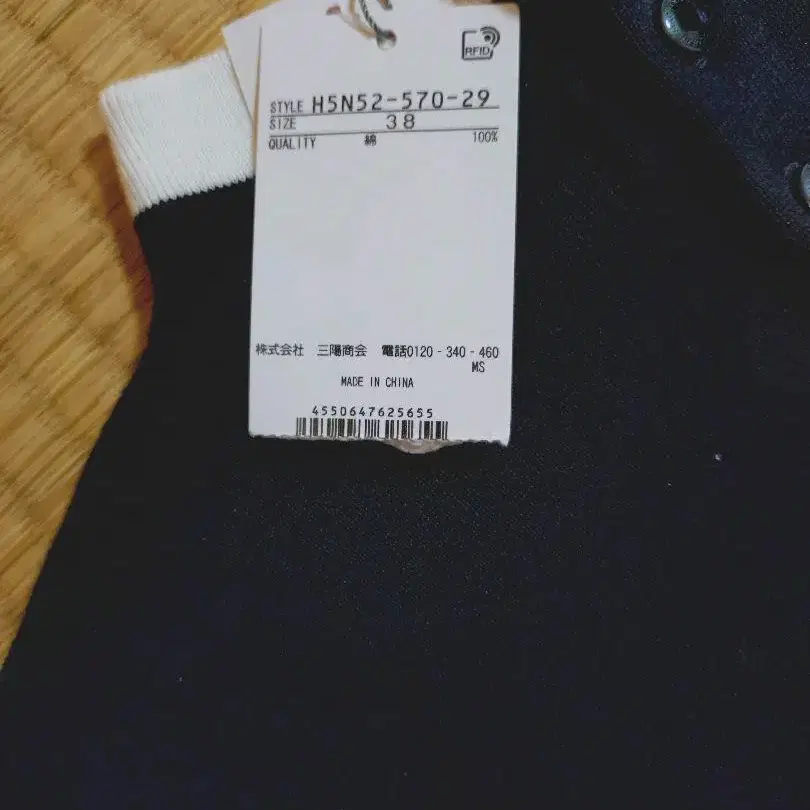 RFID
STYLE H5N52-570-29
SIZE 38
QUALITY 綿 100%
株式会社 三陽商会 電話0120-340-460
MS
MADE IN CHINA
4550647625655